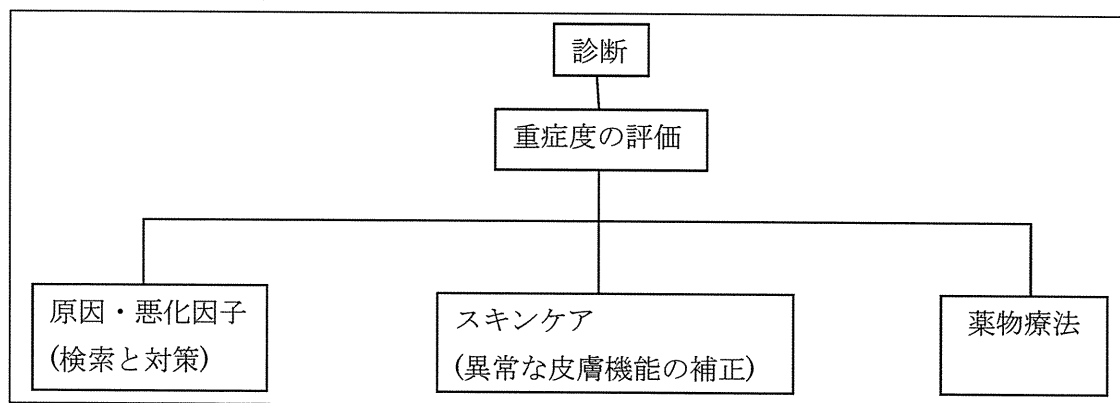 診断
重症度の評価
原因・悪化因子
(検索と対策)
スキンケア
(異常な皮膚機能の補正)
薬物療法